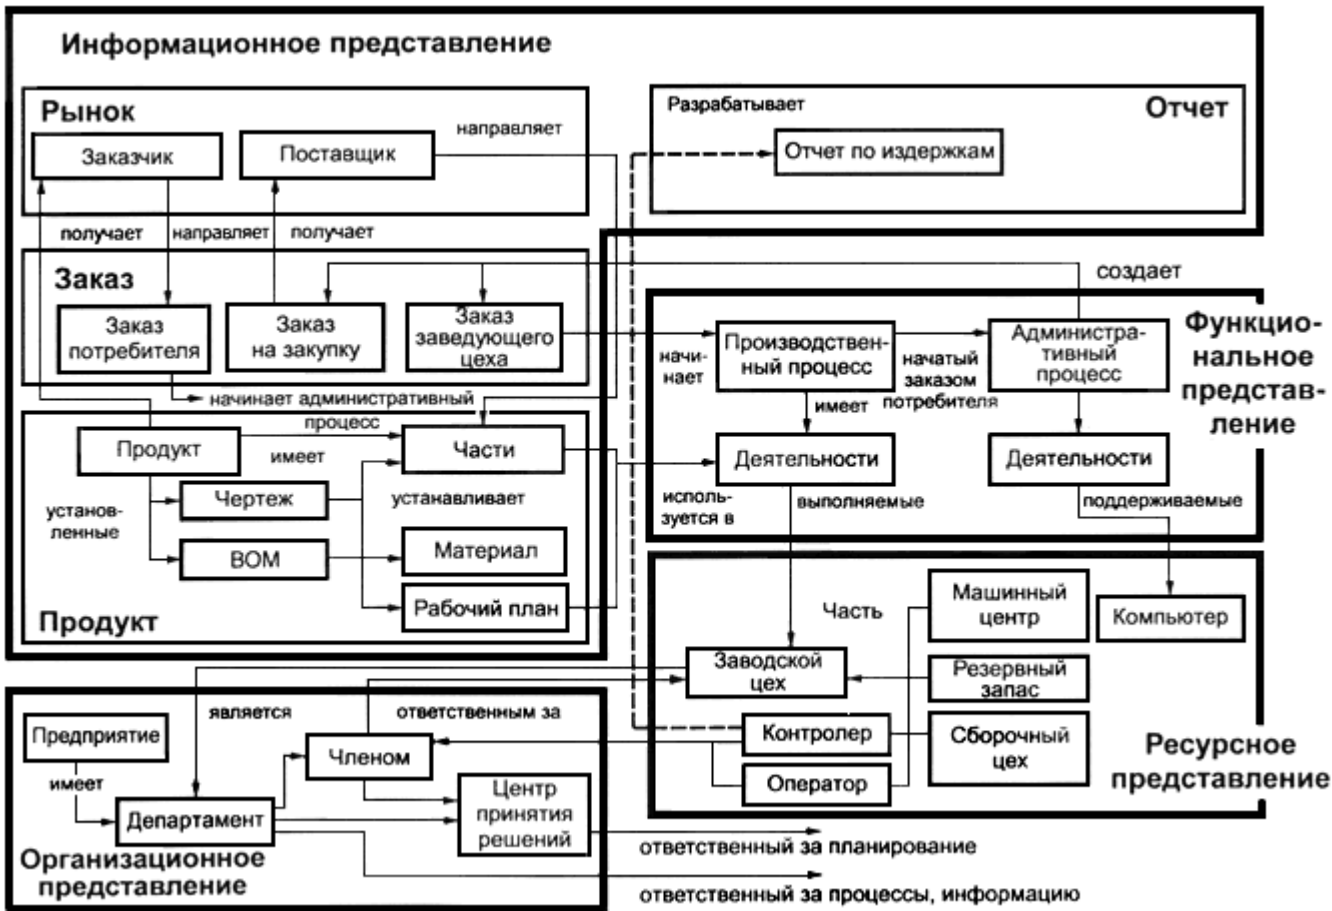 Информационное представление
Рынок
Заказчик
Поставщик
направляет
Разрабатывает
Отчет
Отчет по издержкам
получает
направляет
получает
Заказ
Заказ
потребителя
Заказ
на закупку
Заказ
заведующего
цеха
создает
начи-
нает
Производствен-
ный процесс
начатый
заказом
потребителя
Административный
Администра-
тивный
процесс
Функцио-
нальное
представ-
ление
начинает административный
процесс
имеет
Продукт
имеет
Части
Деятельности
Деятельности
установ-
ленные
Чертеж
устанавливает
исполь-
зуется в
выполняемые
поддерживаемые
BOM
Материал
Рабочий план
Продукт
Часть
Машинный
центр
Компьютер
Заводской
цех
Резервный
запас
Контролер
Сборочный
цех
Оператор
Ресурсное
представление
является
ответственным за
Предприятие
имеет
Членом
Департамент
Центр
принятия
решений
Организационное
представление
ответственный за планирование
ответственный за процессы, информацию